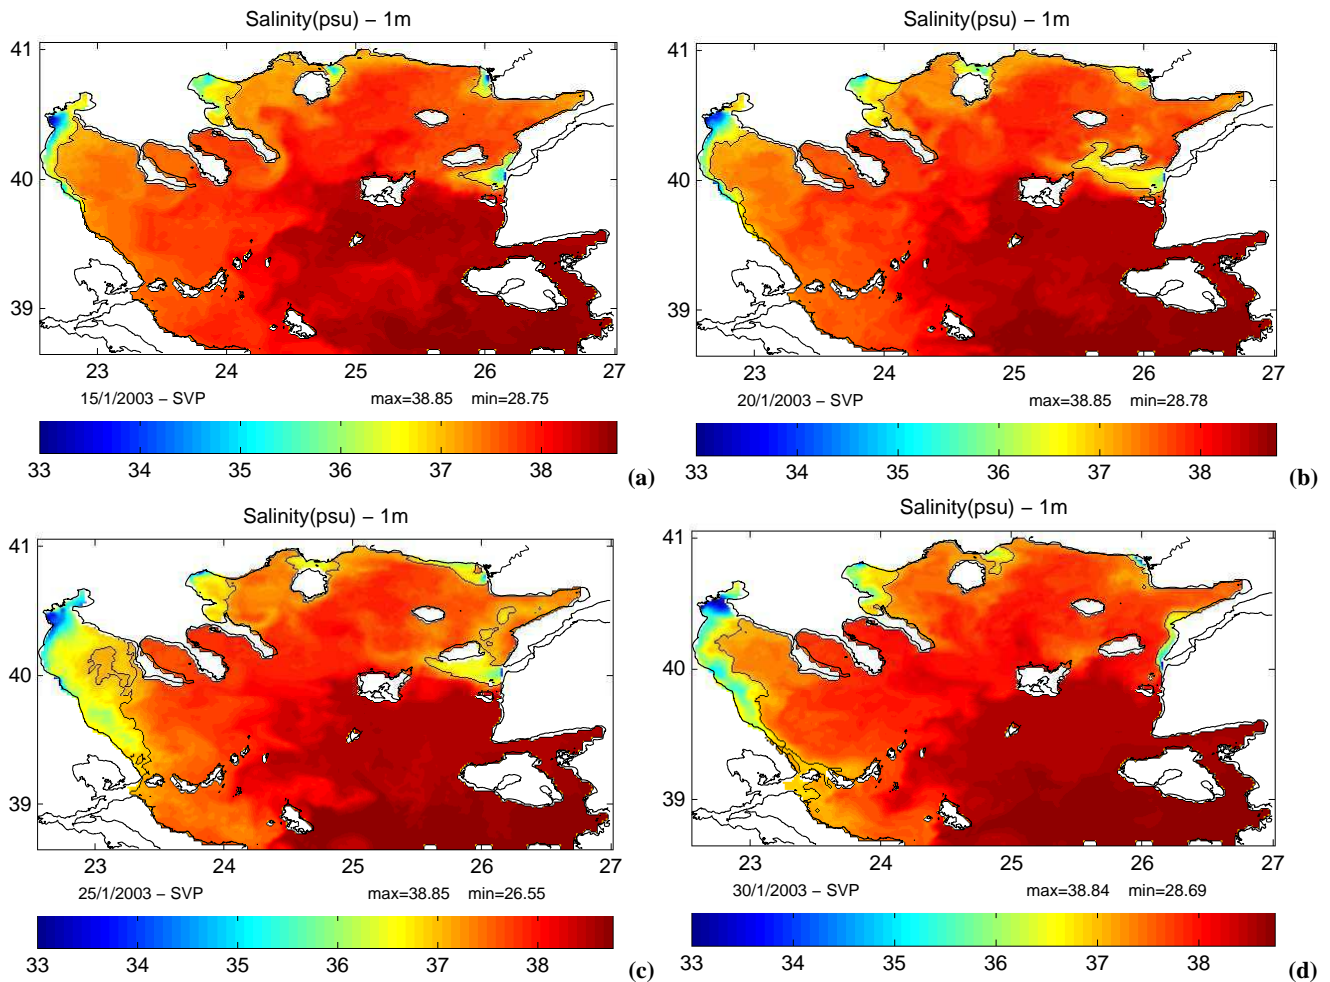 Salinity(psu) – 1m
41
40
39
23 24 25 26 27
15/1/2003 – SVP max=38.85 min=28.75
33 34 35 36 37 38
(a)
Salinity(psu) – 1m
41
40
39
23 24 25 26 27
20/1/2003 – SVP max=38.85 min=28.78
33 34 35 36 37 38
(b)
Salinity(psu) – 1m
41
40
39
23 24 25 26 27
25/1/2003 – SVP max=38.85 min=26.55
33 34 35 36 37 38
(c)
Salinity(psu) – 1m
41
40
39
23 24 25 26 27
30/1/2003 – SVP max=38.84 min=28.69
33 34 35 36 37 38
(d)